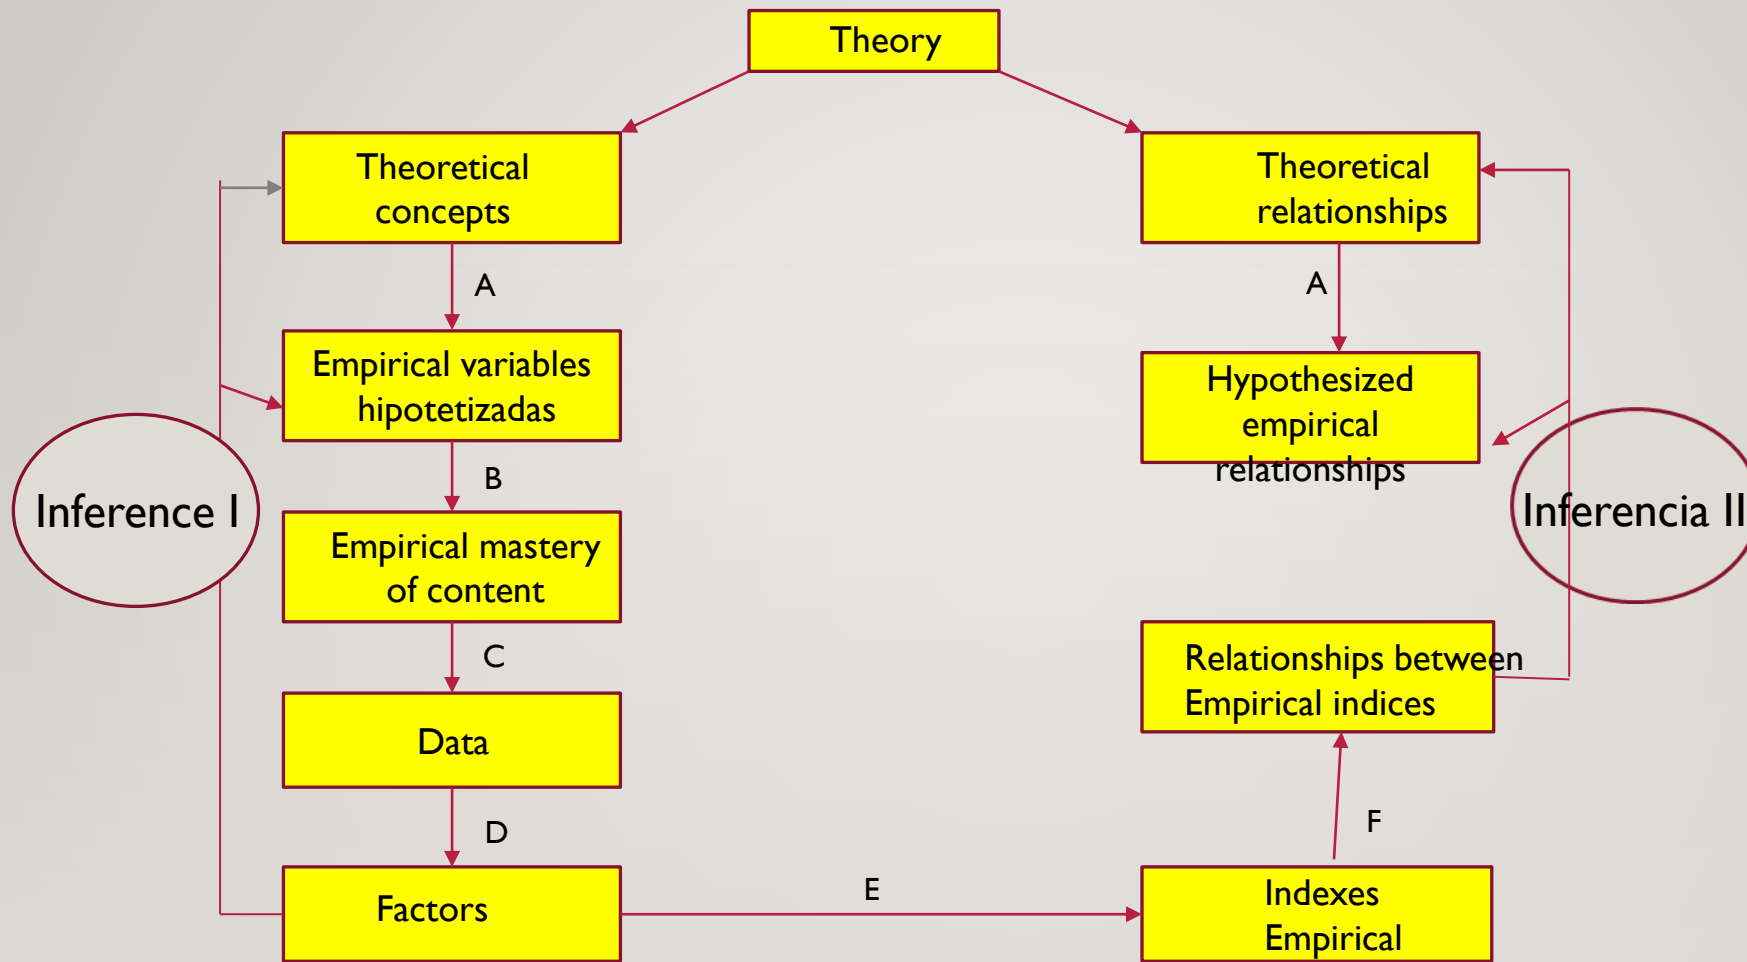 Theory
Theoretical
concepts
Theoretical
relationships
A
A
Empirical variables
hipotetizadas
Hypothesized
empirical
relationships
B
Inference I
Inferencia II
Empirical mastery
of content
C
Relationships between
Empirical indices
Data
D
F
E
Factors
Indexes
Empirical